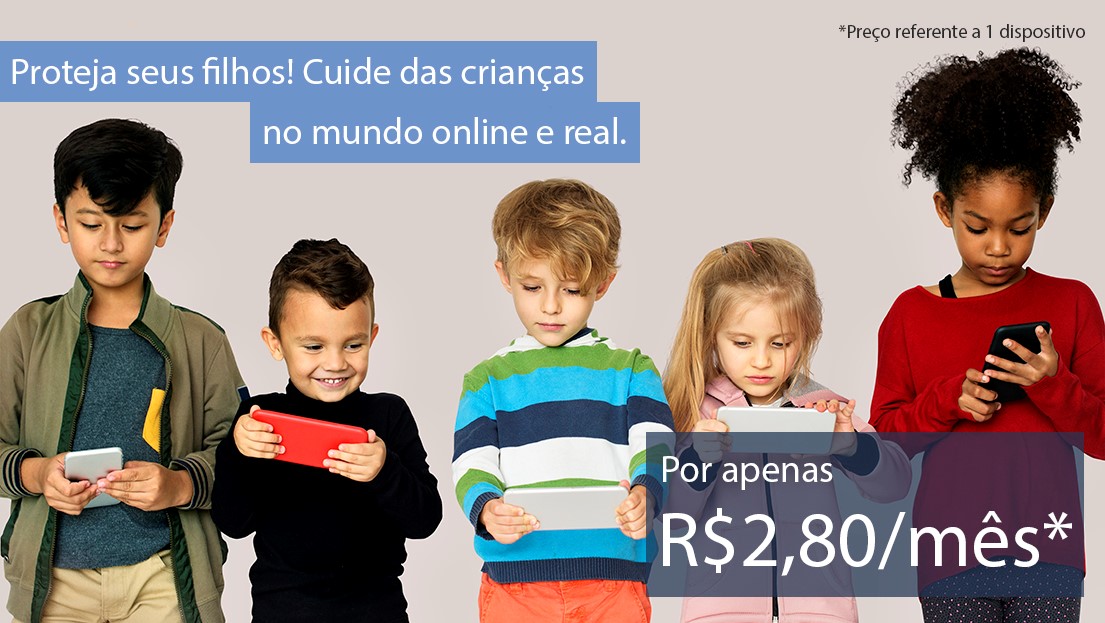 *Preço referente a 1 dispositivo
Proteja seus filhos! Cuide das crianças
no mundo online e real.
Por apenas
R$2,80/mês*